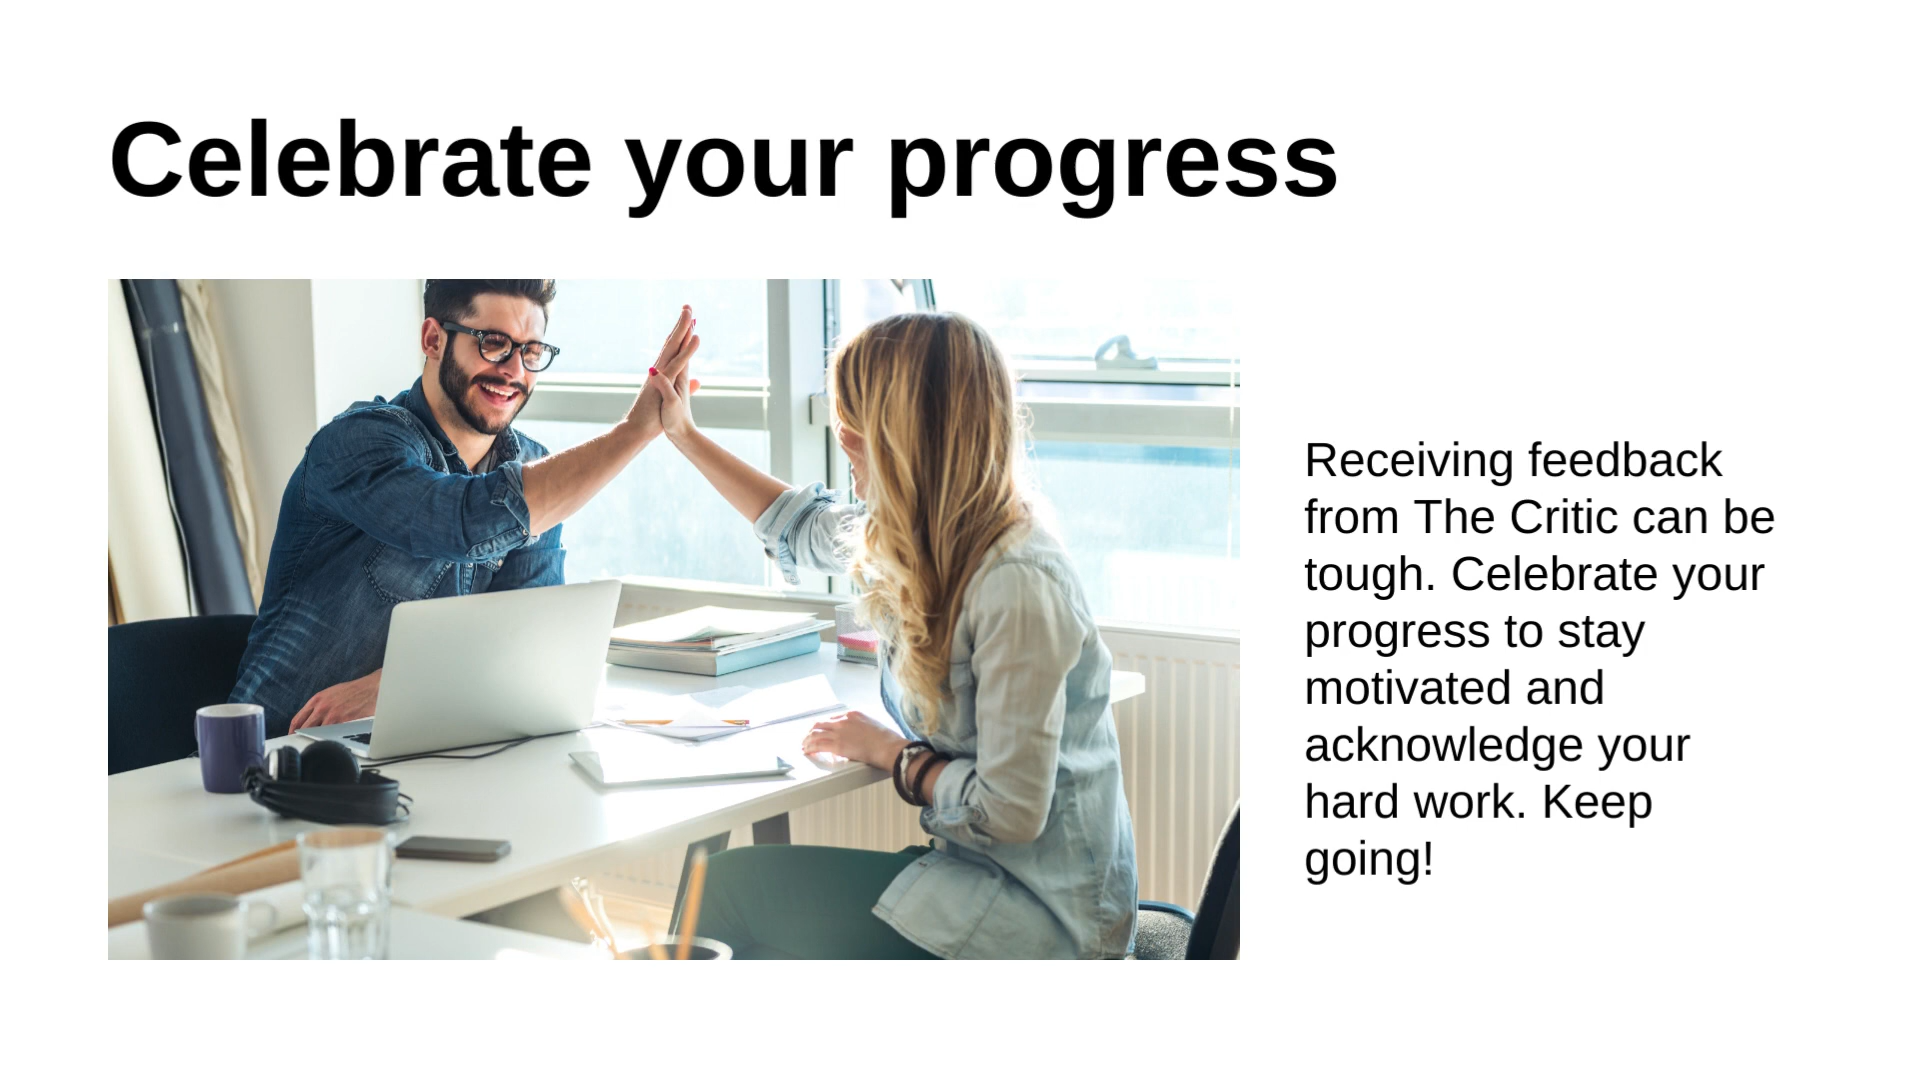 Celebrate your progress
Receiving feedback
from The Critic can be
tough. Celebrate your
progress to stay
motivated and
acknowledge your
hard work. Keep
going!